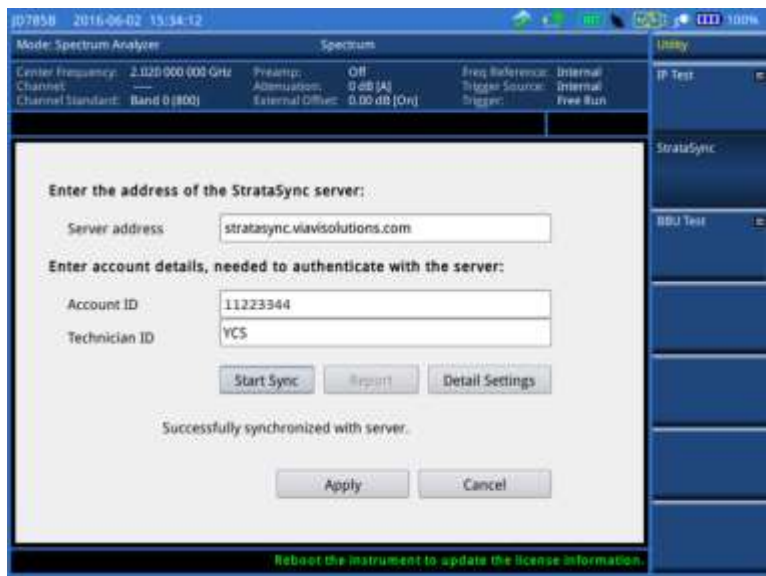 JD785B 2016-06-02 15:34:12
100%
Mode: Spectrum Analyzer Spectrum
Utility
Center Frequency: 2.020 000 000 GHz Preamp: Off Freq Reference: Internal
Channel: ---- Attenuation: 0 dB [A] Trigger Source: Internal
Channel Standard: Band 0 (800) External Offset: 0.00 dB [On] Trigger: Free Run
IP Test
StrataSync
BBU Test
Enter the address of the StrataSync server:
Server address stratasync.viavisolutions.com
Enter account details, needed to authenticate with the server:
Account ID 11223344
Technician ID YCS
Start Sync Report Detail Settings
Successfully synchronized with server.
Apply Cancel
Reboot the instrument to update the license information.